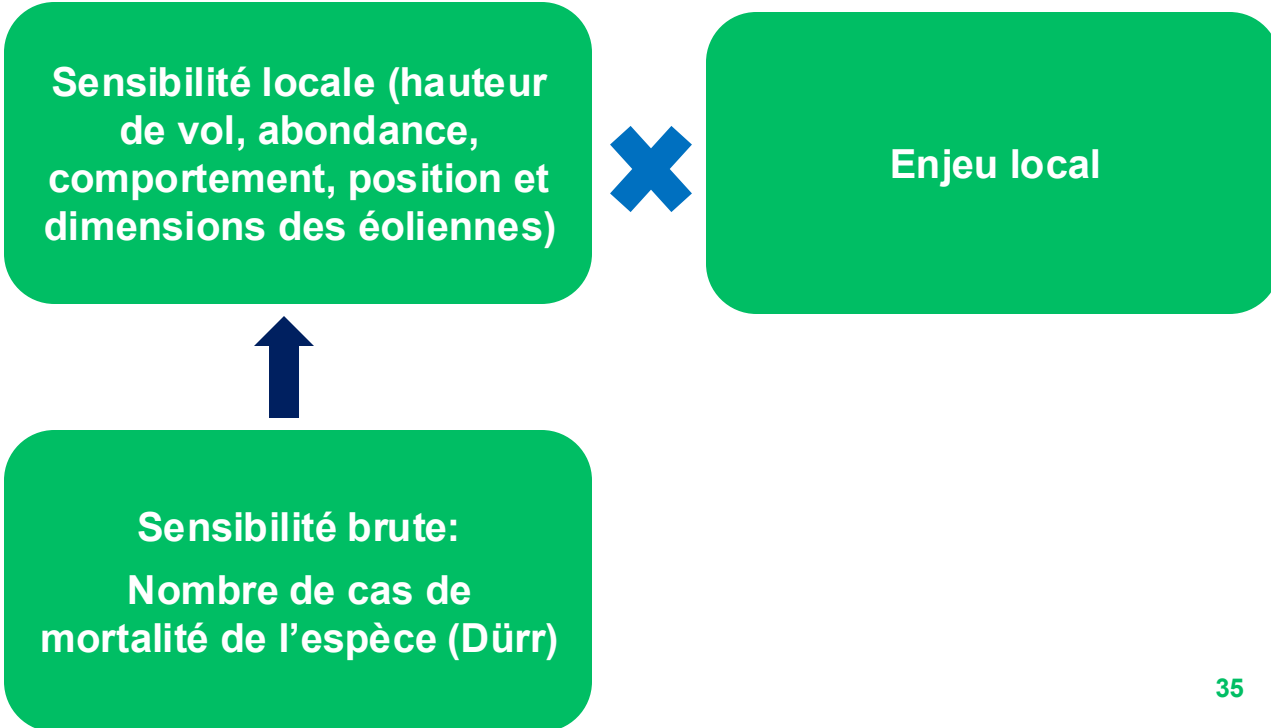 Sensibilité locale (hauteur
de vol, abondance,
comportement, position et
dimensions des éoliennes)
Enjeu local
Sensibilité brute:
Nombre de cas de
mortalité de l’espèce (Dürr)
35